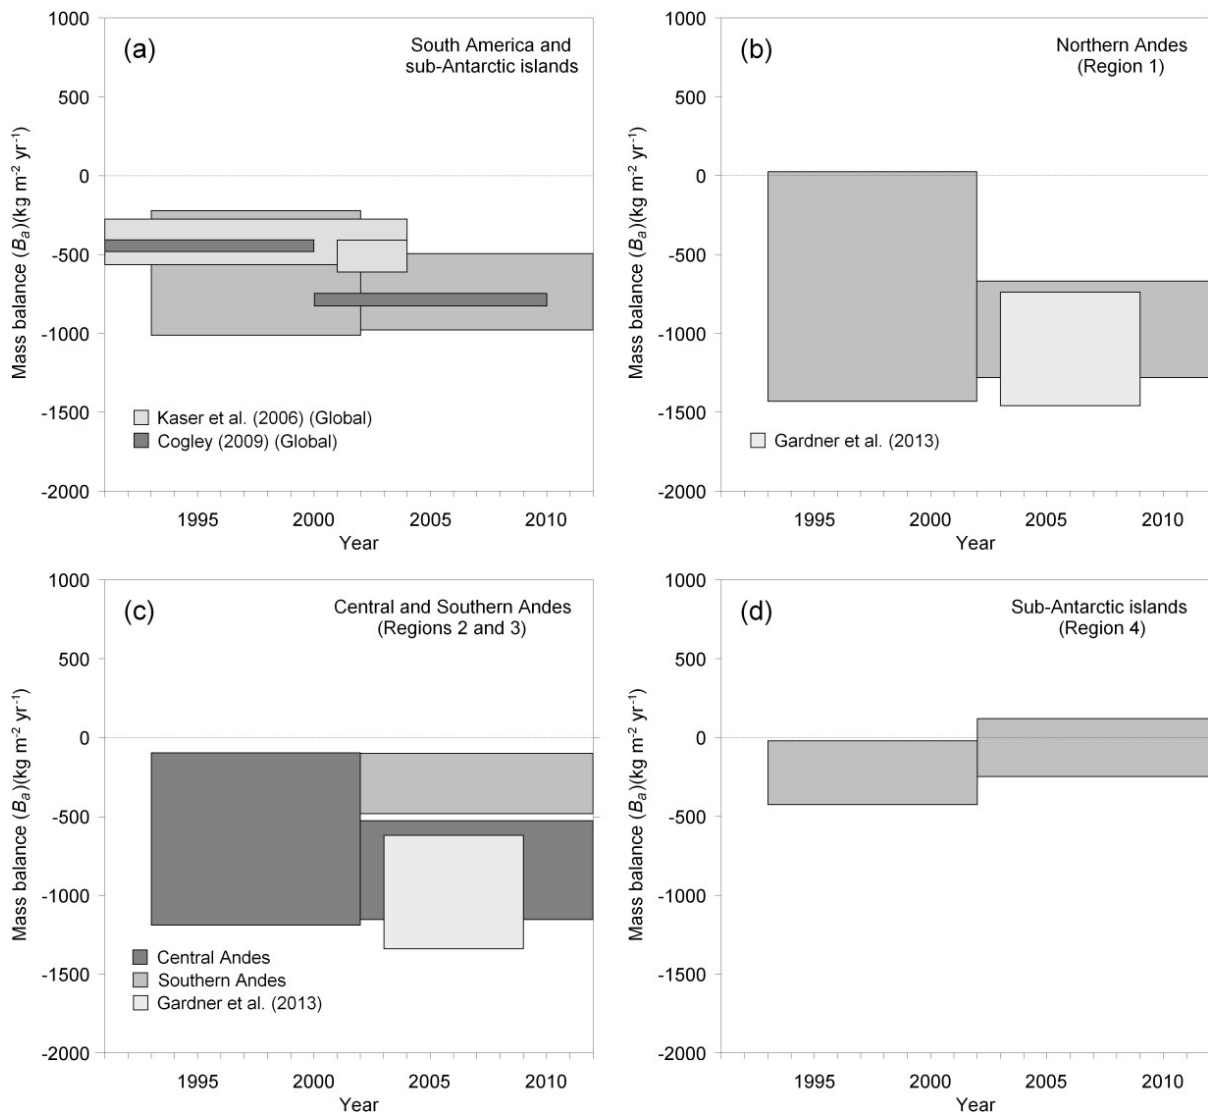 (a)
South America and
sub-Antarctic islands
1000
500
0
-500
-1000
-1500
-2000
Mass balance (Bₐ)(kg m⁻² yr⁻¹)
Kaser et al. (2006) (Global)
Cogley (2009) (Global)
1995 2000 2005 2010
Year
(b)
Northern Andes
(Region 1)
1000
500
0
-500
-1000
-1500
-2000
Mass balance (Bₐ)(kg m⁻² yr⁻¹)
Gardner et al. (2013)
1995 2000 2005 2010
Year
(c)
Central and Southern Andes
(Regions 2 and 3)
1000
500
0
-500
-1000
-1500
-2000
Mass balance (Bₐ)(kg m⁻² yr⁻¹)
Central Andes
Southern Andes
Gardner et al. (2013)
1995 2000 2005 2010
Year
(d)
Sub-Antarctic islands
(Region 4)
1000
500
0
-500
-1000
-1500
-2000
Mass balance (Bₐ)(kg m⁻² yr⁻¹)
1995 2000 2005 2010
Year